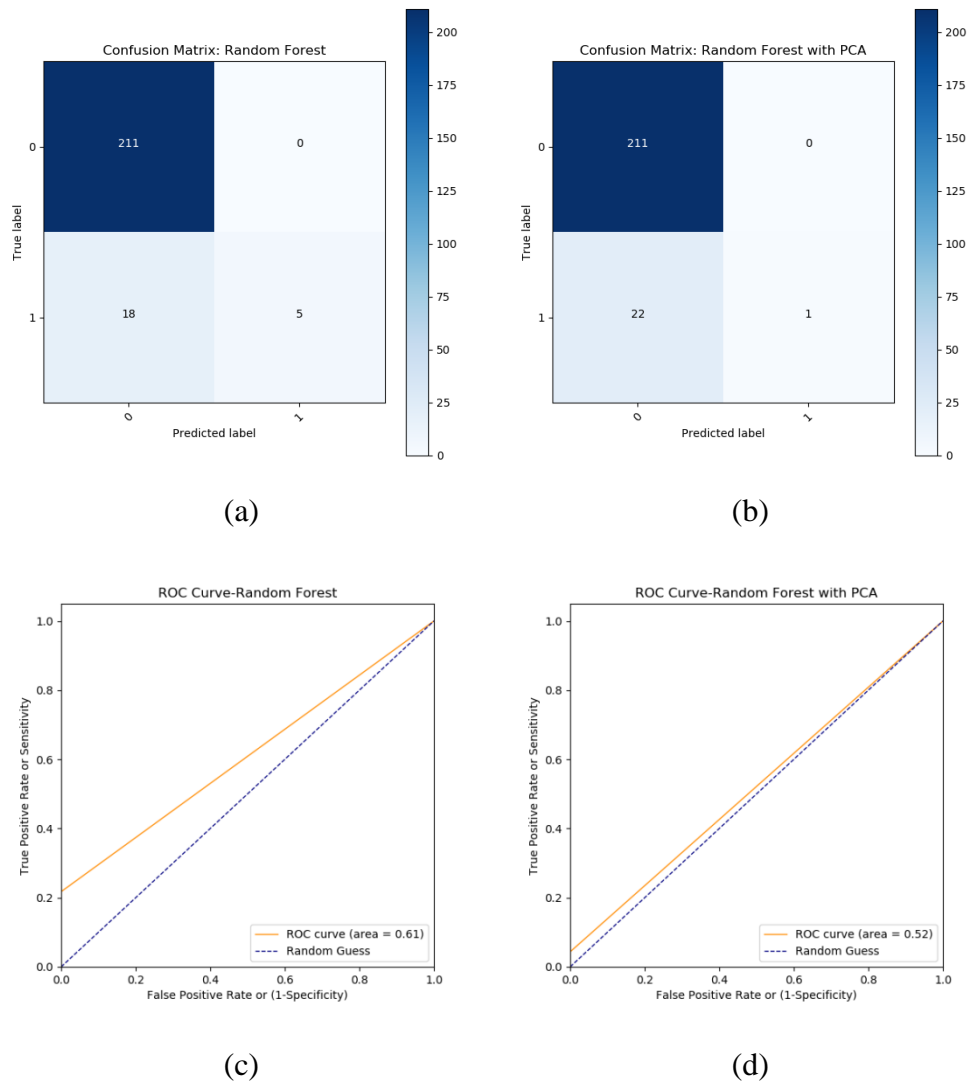 Confusion Matrix: Random Forest
0
1
True label
211
0
18
5
0
1
Predicted label
200
175
150
125
100
75
50
25
0
(a)
Confusion Matrix: Random Forest with PCA
0
1
True label
211
0
22
1
0
1
Predicted label
200
175
150
125
100
75
50
25
0
(b)
ROC Curve-Random Forest
True Positive Rate or Sensitivity
1.0
0.8
0.6
0.4
0.2
0.0
ROC curve (area = 0.61)
Random Guess
0.0 0.2 0.4 0.6 0.8 1.0
False Positive Rate or (1-Specificity)
(c)
ROC Curve-Random Forest with PCA
True Positive Rate or Sensitivity
1.0
0.8
0.6
0.4
0.2
0.0
ROC curve (area = 0.52)
Random Guess
0.0 0.2 0.4 0.6 0.8 1.0
False Positive Rate or (1-Specificity)
(d)